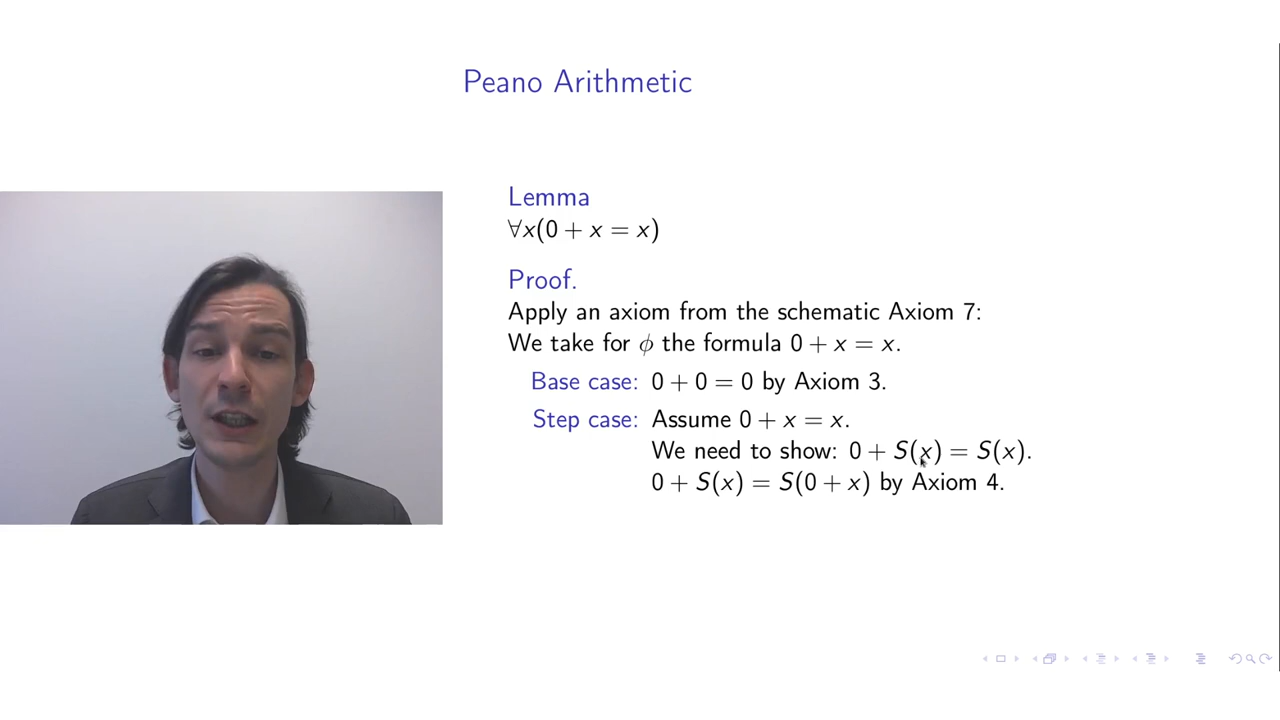 Peano Arithmetic
Lemma
∀x(0 + x = x)
Proof.
Apply an axiom from the schematic Axiom 7:
We take for ϕ the formula 0 + x = x.
Base case: 0 + 0 = 0 by Axiom 3.
Step case: Assume 0 + x = x.
We need to show: 0 + S(x) = S(x).
0 + S(x) = S(0 + x) by Axiom 4.